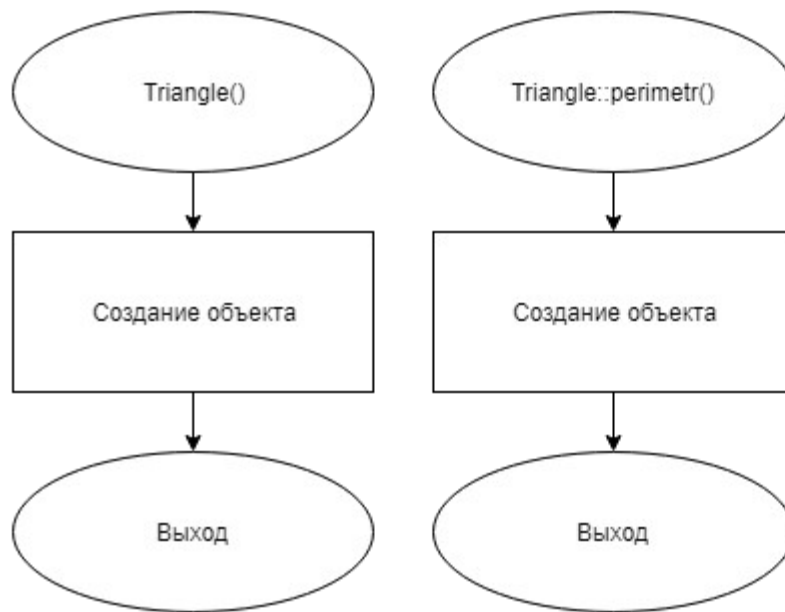 Triangle()
Triangle::perimetr()
Создание объекта
Создание объекта
Выход
Выход